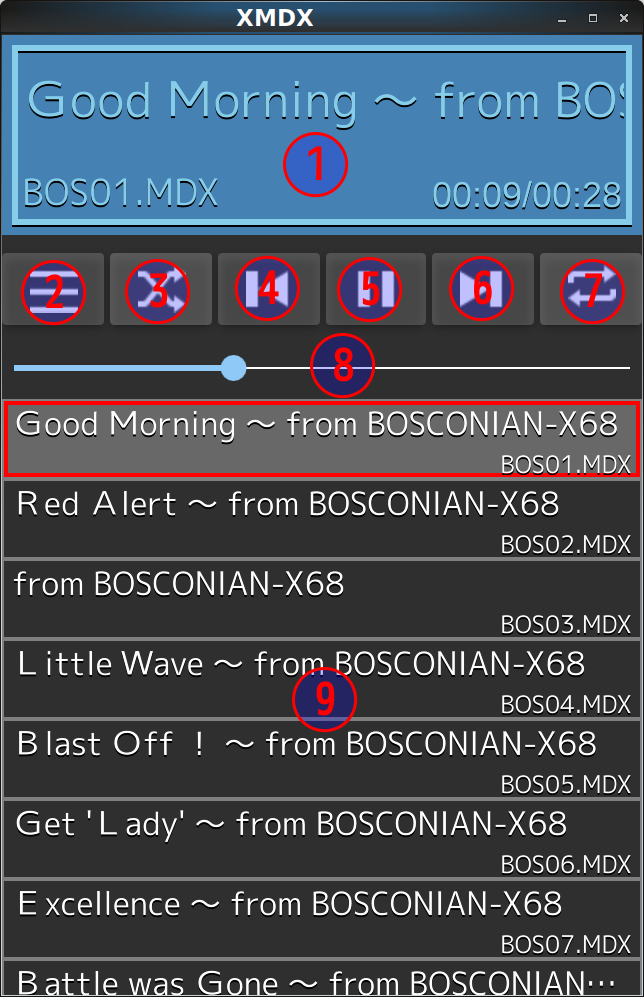 XMDX
Good Morning ～ from BOS
1
BOS01.MDX 00:09/00:28
2 3 4 5 6 7
8
Good Morning ～ from BOSCONIAN-X68
BOS01.MDX
Red Alert ～ from BOSCONIAN-X68
BOS02.MDX
from BOSCONIAN-X68
BOS03.MDX
Little Wave ～ from BOSCONIAN-X68
9
BOS04.MDX
Blast Off ！ ～ from BOSCONIAN-X68
BOS05.MDX
Get 'Lady' ～ from BOSCONIAN-X68
BOS06.MDX
Excellence ～ from BOSCONIAN-X68
BOS07.MDX
Battle was Gone ～ from BOSCONIAN…